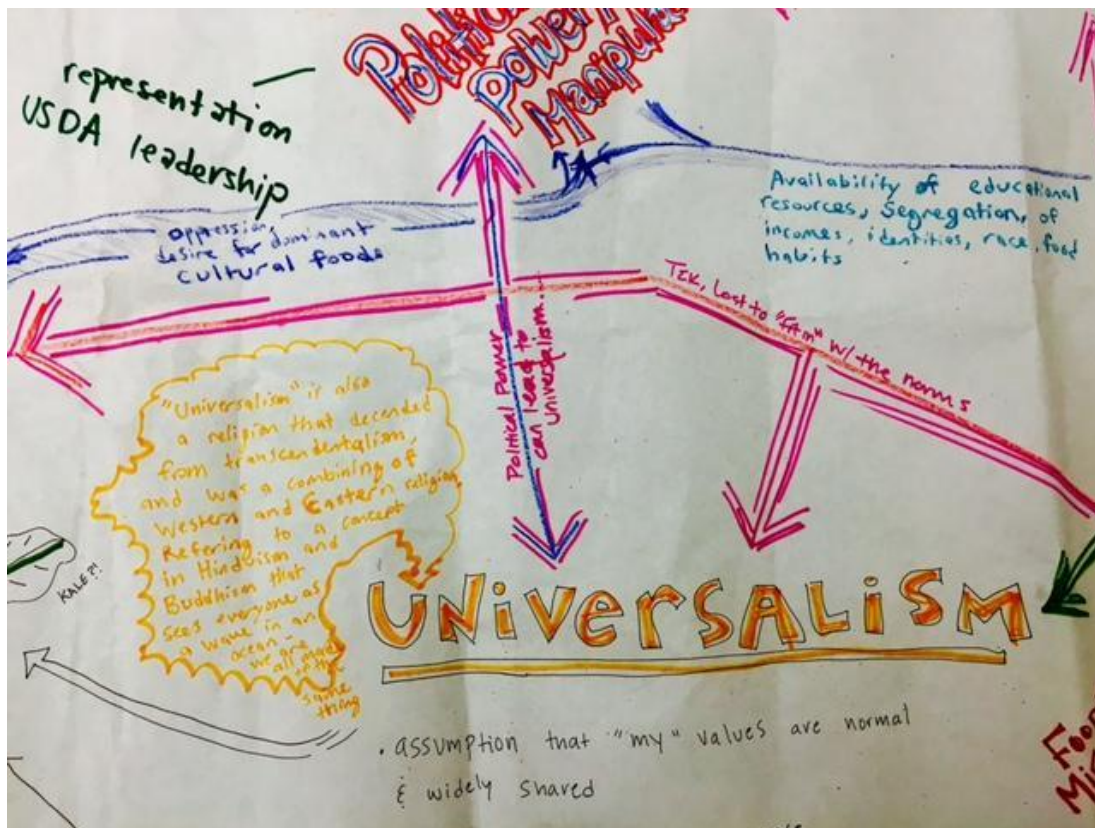 Politic
Power
Manipula
representation
USDA leadership
oppression,
desire for dominant
cultural foods
Availability of educational
resources, Segregation, of
incomes, identities, race, food
habits
TEK, Lost to "fAm" w/ the norms
Political power
can lead to
universalism...
"Universalism" is also
a religion that decended
from transcendentalism,
and was a combining of
Western and Eastern religion.
Refering to a concept
in Hinduism and
Buddhism that
sees everyone as
a wave in an
ocean -
we are
all made
of the
same
thing
KALE?!
UNIVERSALISM
• assumption that "my" values are normal
& widely shared